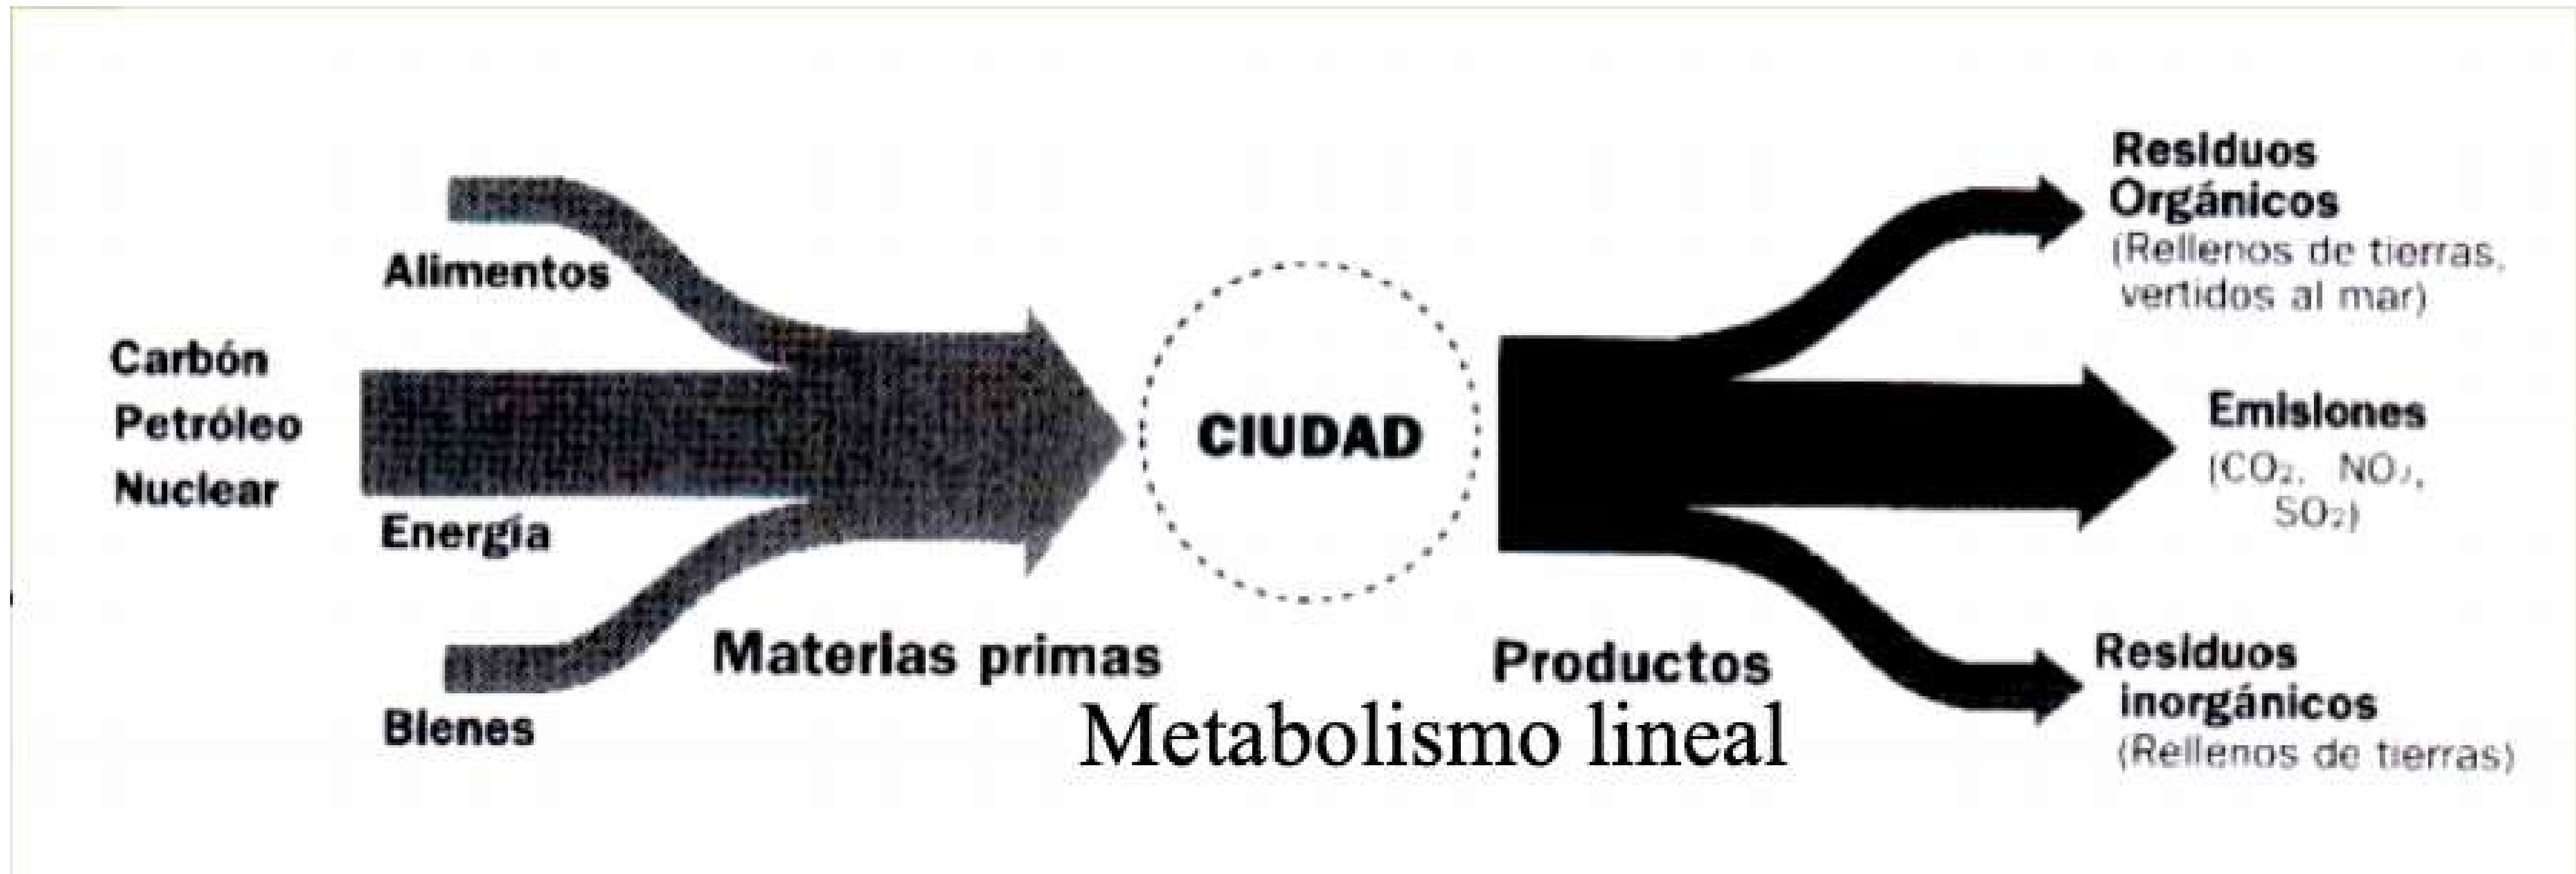 Alimentos
Carbón
Petróleo
Nuclear
Energía
Bienes
Materias primas
CIUDAD
Productos
Metabolismo lineal
Residuos
Orgánicos
(Rellenos de tierras,
vertidos al mar)
Emisiones
(CO₂, NO₂,
SO₂)
Residuos
inorgánicos
(Rellenos de tierras)